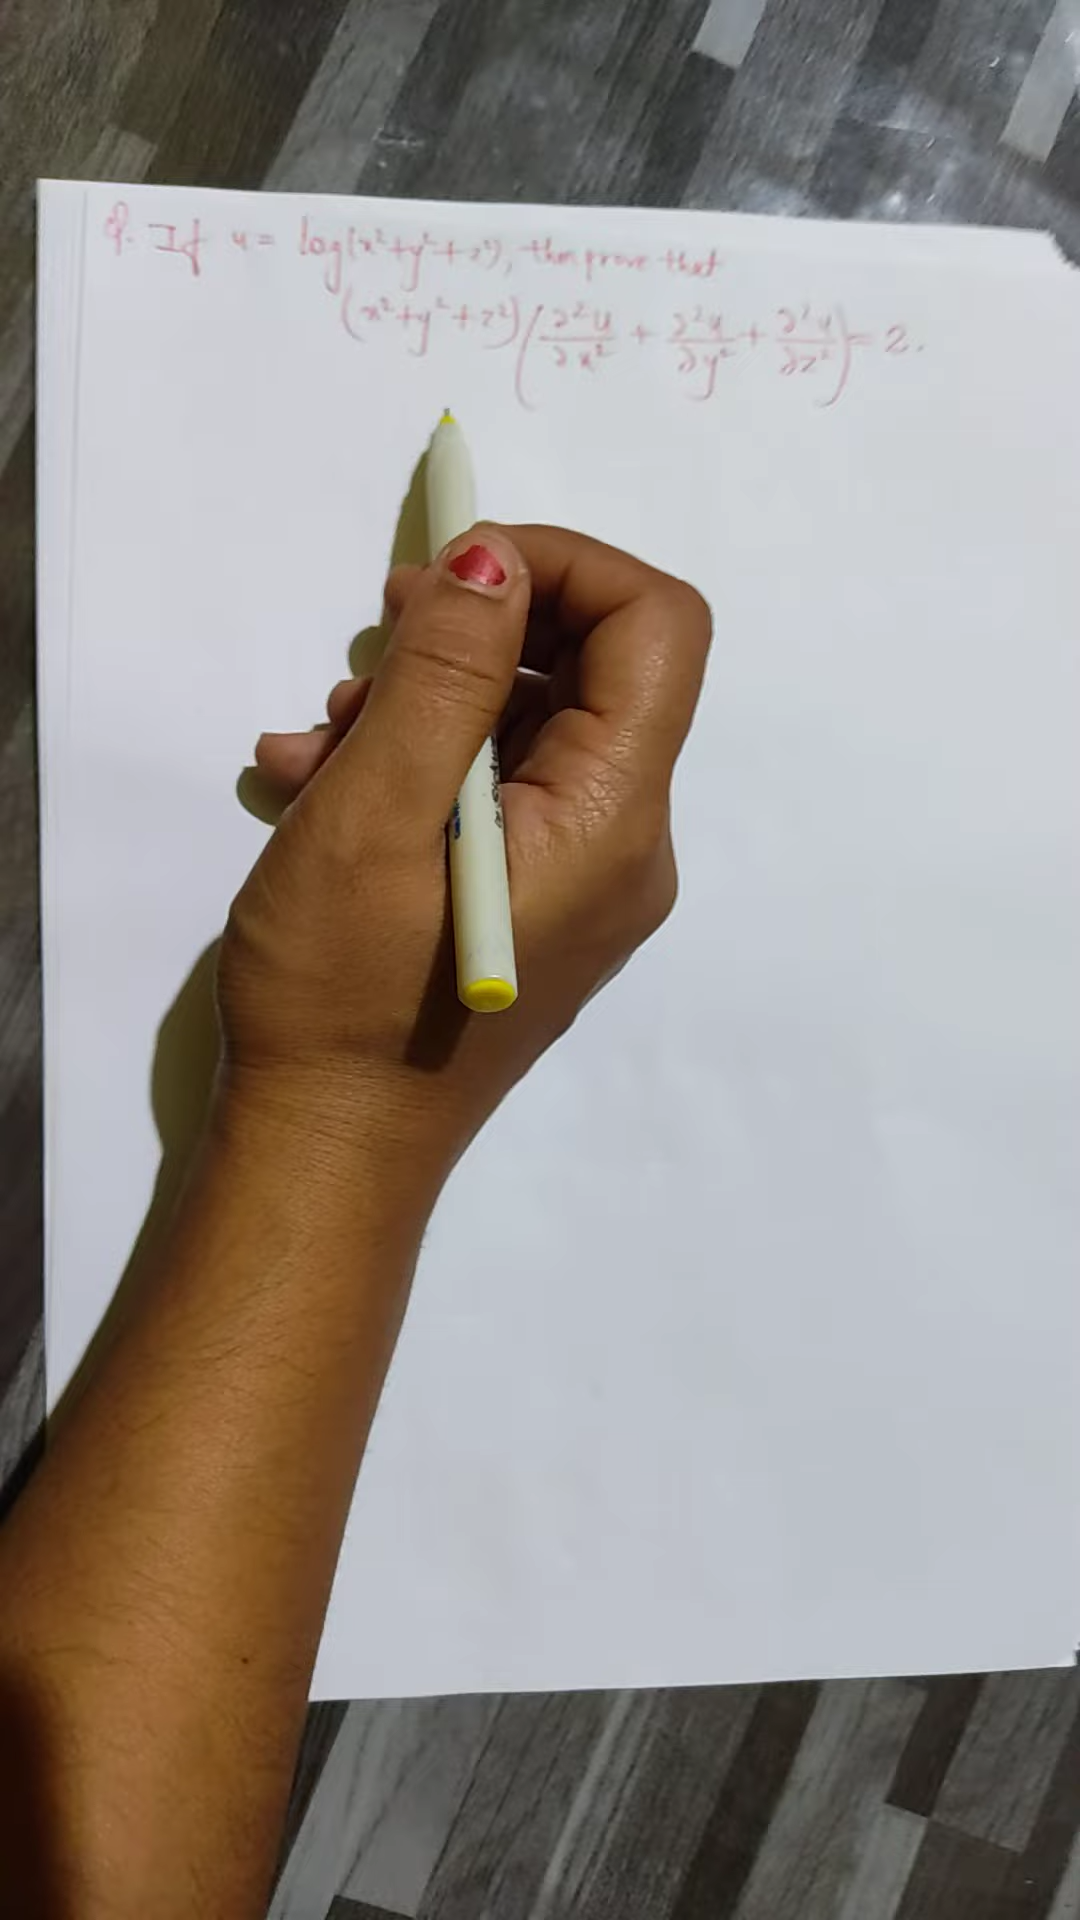 Q. If u = log(x²+y²+z²), then prove that
(x²+y²+z²)(∂²u/∂x² + ∂²u/∂y² + ∂²u/∂z²) = 2.